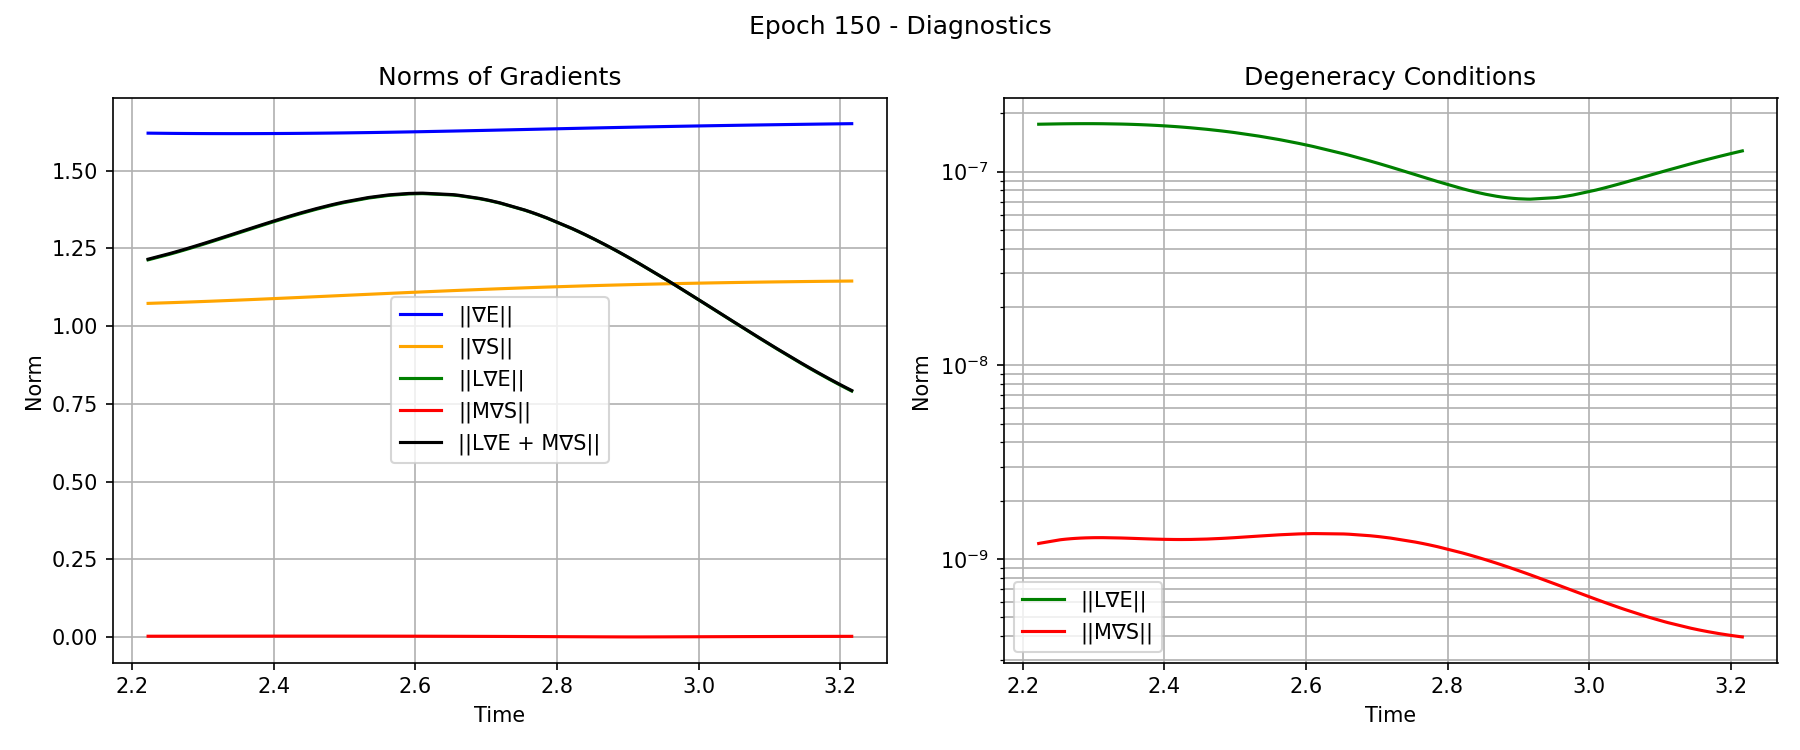 Epoch 150 - Diagnostics
Norms of Gradients
Norm
1.50
1.25
1.00
0.75
0.50
0.25
0.00
||∇E||
||∇S||
||L∇E||
||M∇S||
||L∇E + M∇S||
2.2 2.4 2.6 2.8 3.0 3.2
Time
Degeneracy Conditions
Norm
10⁻⁷
10⁻⁸
10⁻⁹
||L∇E||
||M∇S||
2.2 2.4 2.6 2.8 3.0 3.2
Time